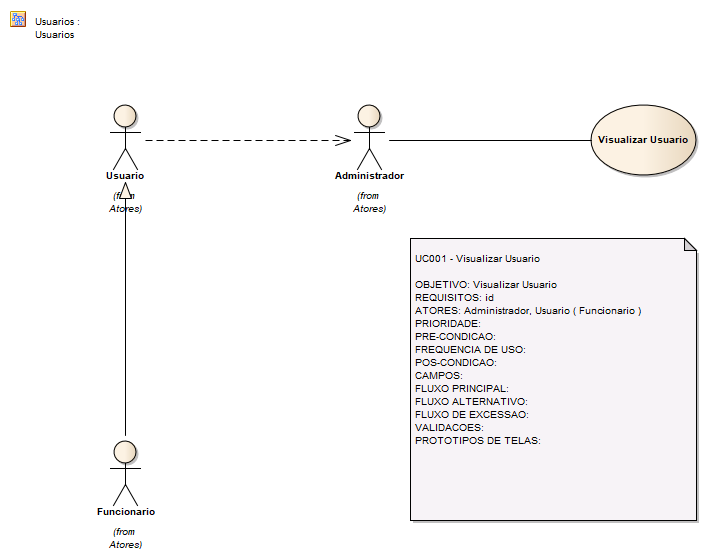 Usuarios :
Usuarios
Usuario
(from
Atores)
Administrador
(from
Atores)
Visualizar Usuario
UC001 - Visualizar Usuario
OBJETIVO: Visualizar Usuario
REQUISITOS: id
ATORES: Administrador, Usuario ( Funcionario )
PRIORIDADE:
PRE-CONDICAO:
FREQUENCIA DE USO:
POS-CONDICAO:
CAMPOS:
FLUXO PRINCIPAL:
FLUXO ALTERNATIVO:
FLUXO DE EXCESSAO:
VALIDACOES:
PROTOTIPOS DE TELAS:
Funcionario
(from
Atores)